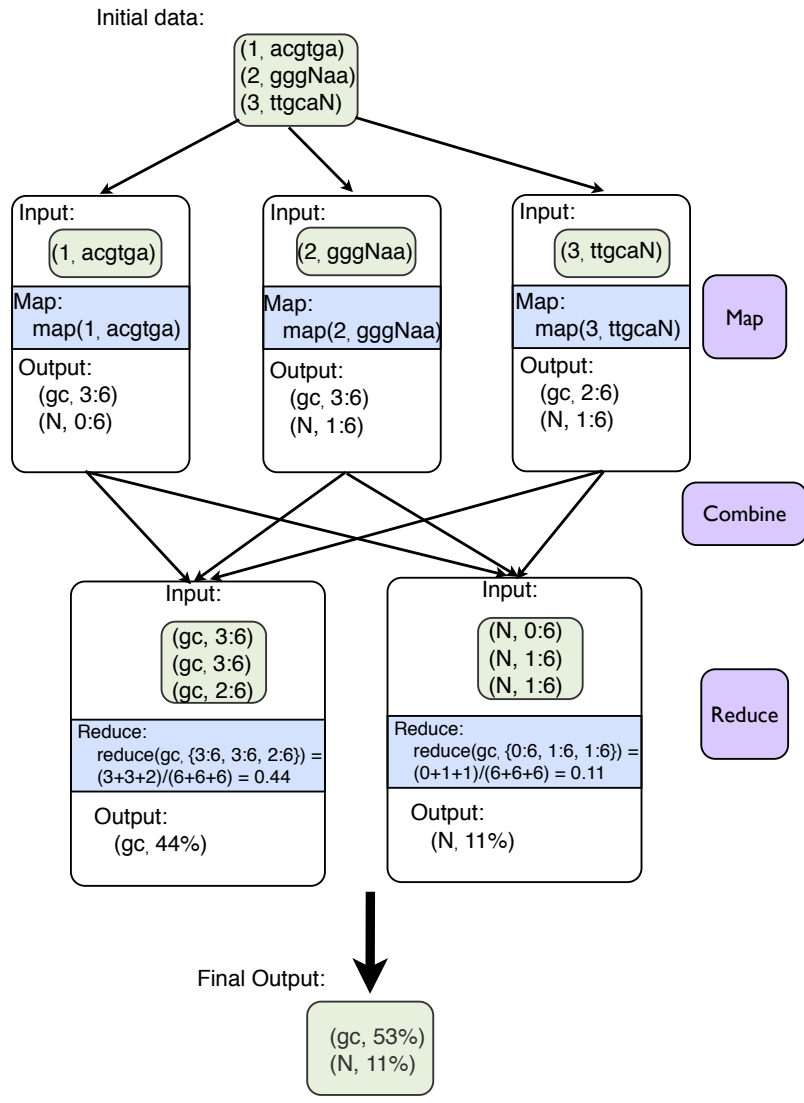 Initial data:
(1, acgtga)
(2, gggNaa)
(3, ttgcaN)
Input:
(1, acgtga)
Map:
map(1, acgtga)
Output:
(gc, 3:6)
(N, 0:6)
Input:
(2, gggNaa)
Map:
map(2, gggNaa)
Output:
(gc, 3:6)
(N, 1:6)
Input:
(3, ttgcaN)
Map:
map(3, ttgcaN)
Output:
(gc, 2:6)
(N, 1:6)
Map
Combine
Input:
(gc, 3:6)
(gc, 3:6)
(gc, 2:6)
Reduce:
reduce(gc, {3:6, 3:6, 2:6}) =
(3+3+2)/(6+6+6) = 0.44
Output:
(gc, 44%)
Input:
(N, 0:6)
(N, 1:6)
(N, 1:6)
Reduce:
reduce(gc, {0:6, 1:6, 1:6}) =
(0+1+1)/(6+6+6) = 0.11
Output:
(N, 11%)
Reduce
Final Output:
(gc, 53%)
(N, 11%)